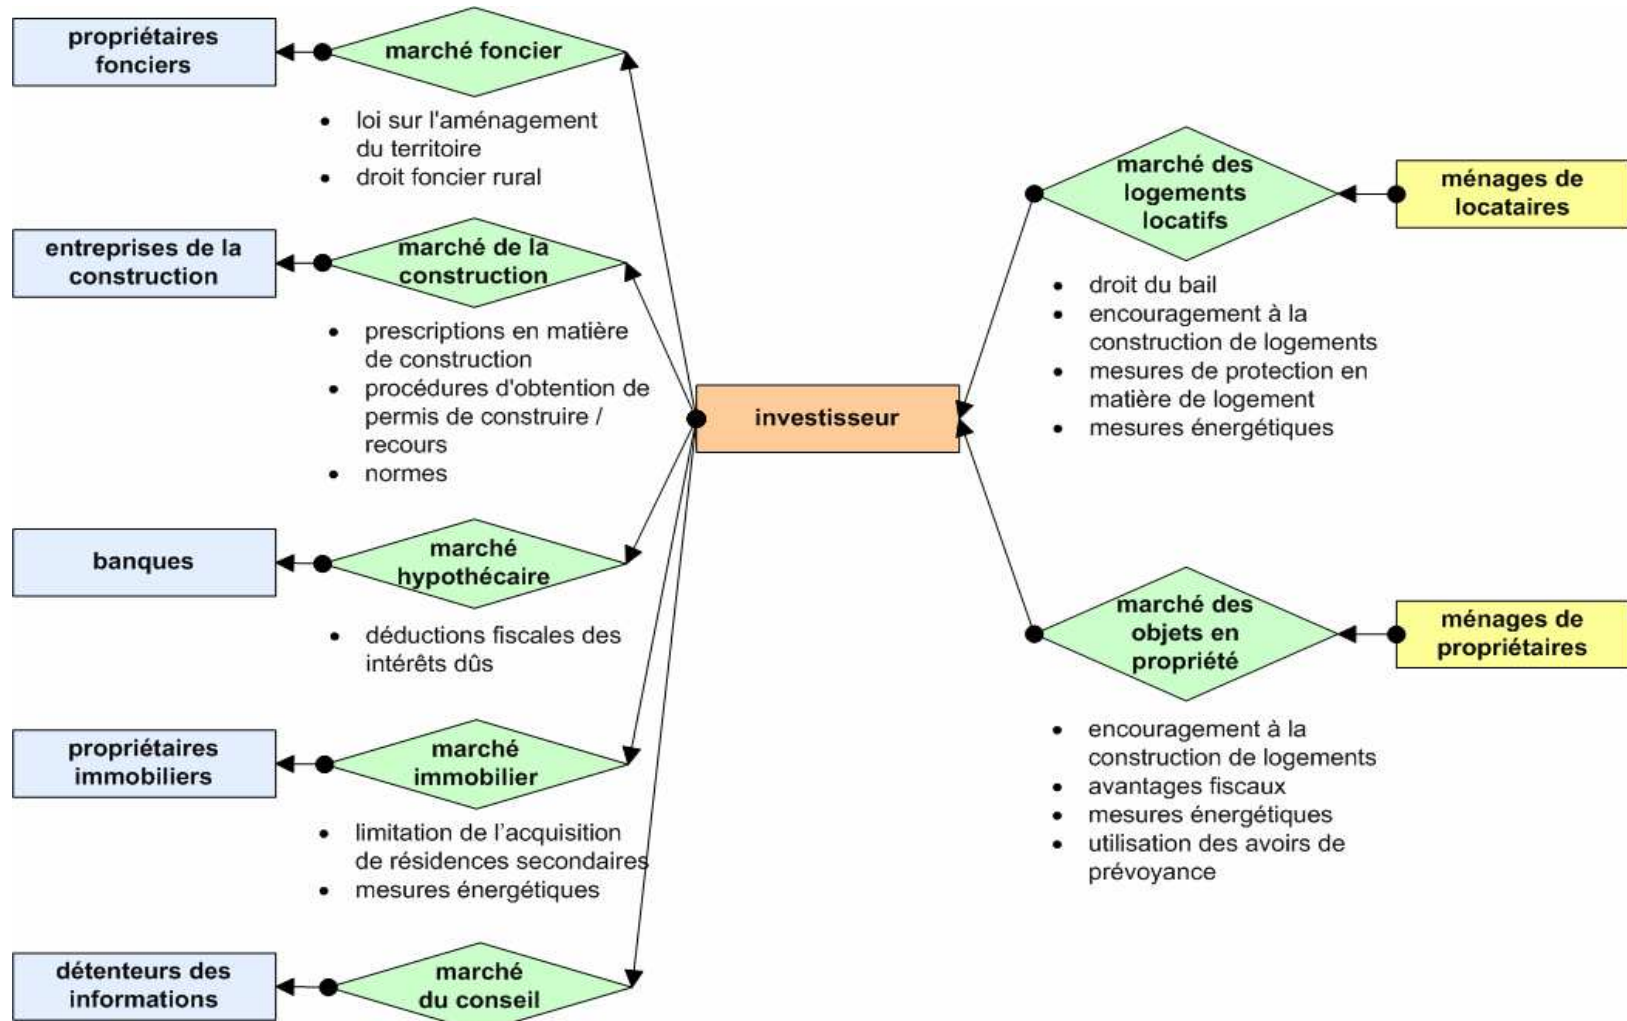 propriétaires
fonciers
marché foncier
• loi sur l'aménagement
du territoire
• droit foncier rural
entreprises de la
construction
marché de la
construction
• prescriptions en matière
de construction
• procédures d'obtention de
permis de construire /
recours
• normes
banques
marché
hypothécaire
• déductions fiscales des
intérêts dûs
propriétaires
immobiliers
marché
immobilier
• limitation de l’acquisition
de résidences secondaires
• mesures énergétiques
détenteurs des
informations
marché
du conseil
investisseur
marché des
logements
locatifs
ménages de
locataires
• droit du bail
• encouragement à la
construction de logements
• mesures de protection en
matière de logement
• mesures énergétiques
marché des
objets en
propriété
ménages de
propriétaires
• encouragement à la
construction de logements
• avantages fiscaux
• mesures énergétiques
• utilisation des avoirs de
prévoyance